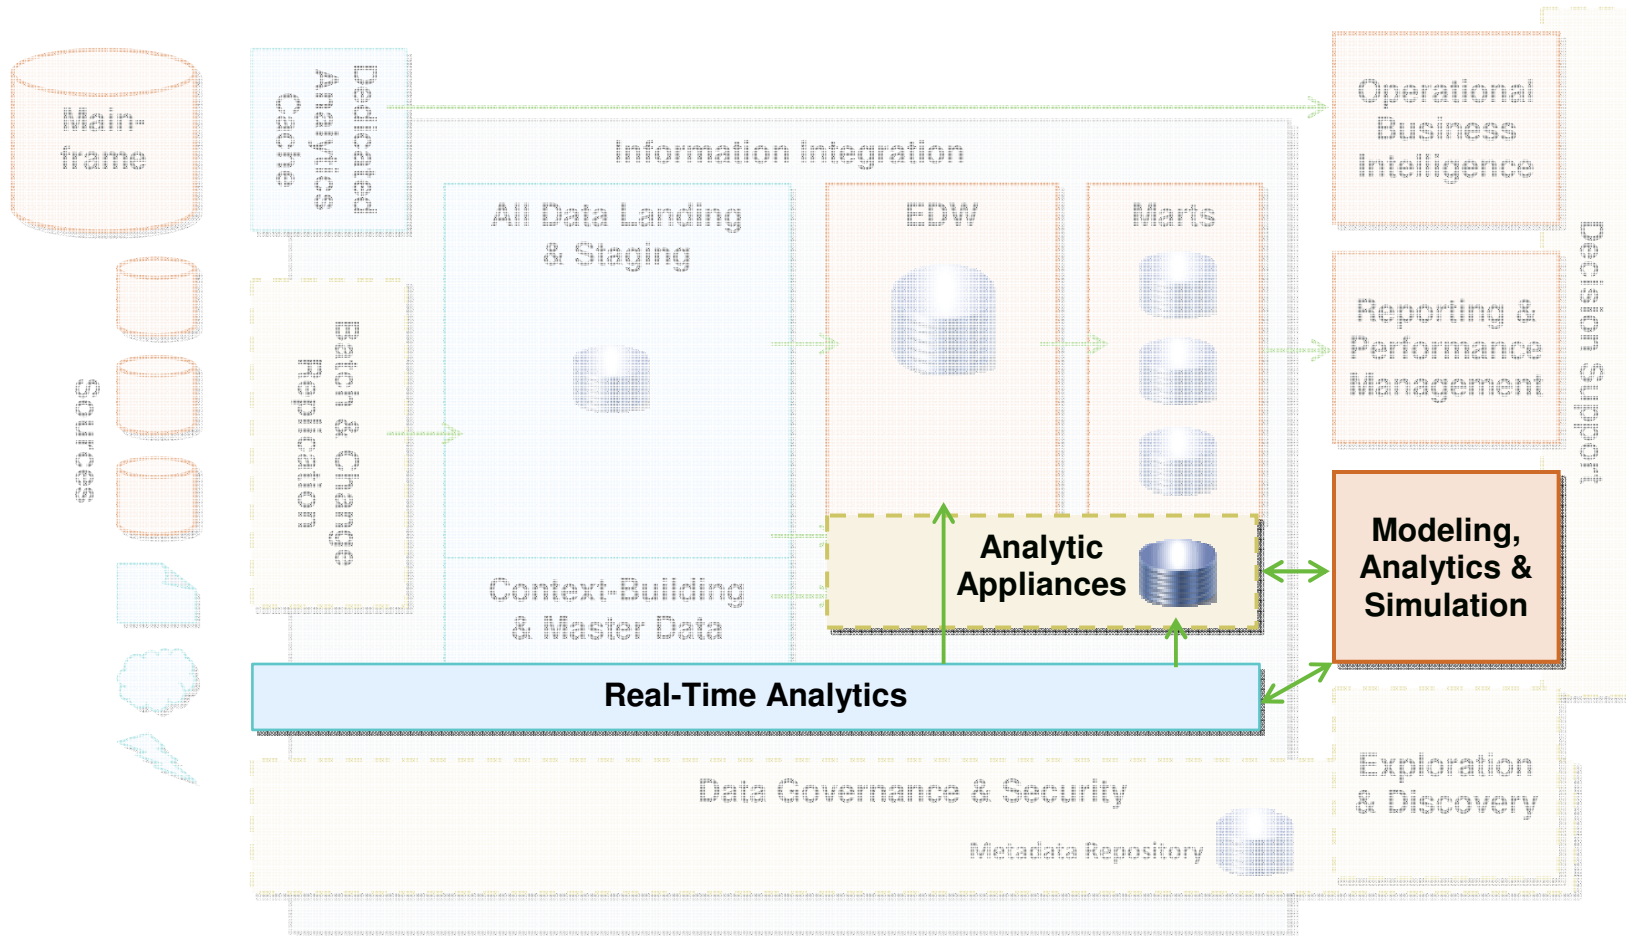 Main-
frame
Sources
Dedicated
Analytics
Cache
Batch & Change
Replication
Information Integration
All Data Landing
& Staging
Context-Building
& Master Data
EDW
Marts
Analytic
Appliances
Real-Time Analytics
Data Governance & Security
Metadata Repository
Operational
Business
Intelligence
Reporting &
Performance
Management
Modeling,
Analytics &
Simulation
Exploration
& Discovery
Decision Support